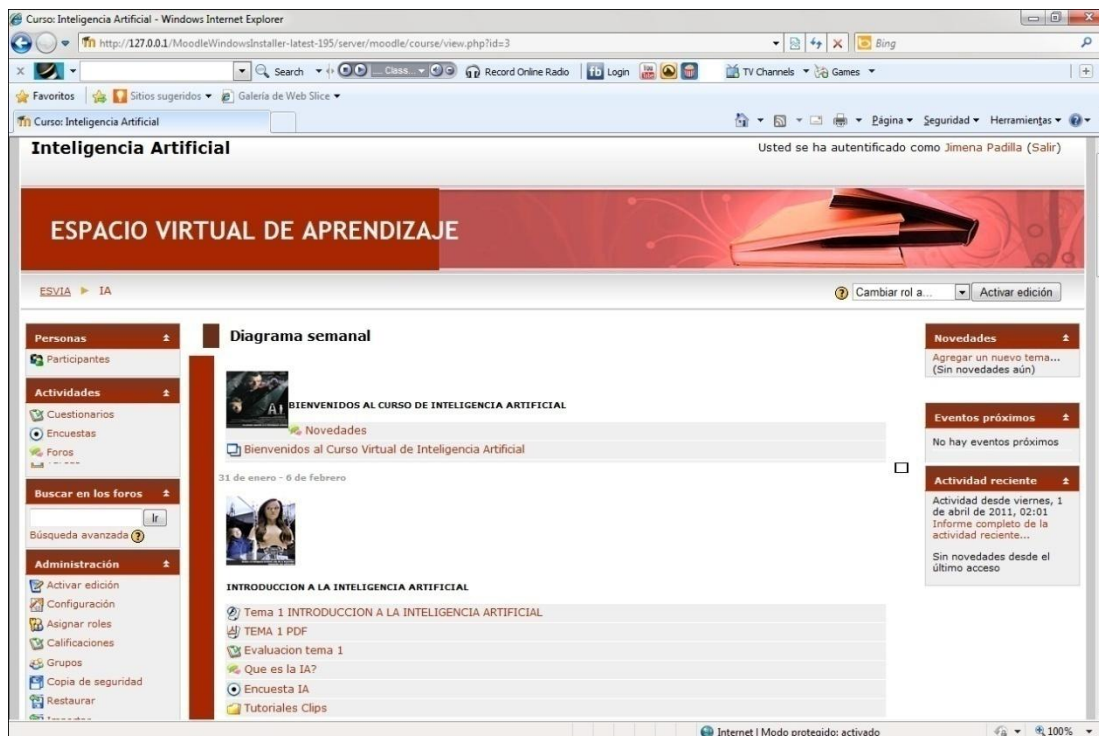 Curso: Inteligencia Artificial - Windows Internet Explorer
http://127.0.0.1/MoodleWindowsInstaller-latest-195/server/moodle/course/view.php?id=3
Bing
Search
Class...
Record Online Radio
fb Login
TV Channels
Games
Favoritos
Sitios sugeridos
Galería de Web Slice
Curso: Inteligencia Artificial
Página
Seguridad
Herramientas
Inteligencia Artificial
Usted se ha autentificado como Jimena Padilla (Salir)
ESPACIO VIRTUAL DE APRENDIZAJE
ESVIA ► IA
Cambiar rol a...
Activar edición
Personas
Participantes
Actividades
Cuestionarios
Encuestas
Foros
Buscar en los foros
Ir
Búsqueda avanzada
Administración
Activar edición
Configuración
Asignar roles
Calificaciones
Grupos
Copia de seguridad
Restaurar
Importar
Diagrama semanal
A.I.
BIENVENIDOS AL CURSO DE INTELIGENCIA ARTIFICIAL
Novedades
Bienvenidos al Curso Virtual de Inteligencia Artificial
31 de enero - 6 de febrero
INTRODUCCION A LA INTELIGENCIA ARTIFICIAL
Tema 1 INTRODUCCION A LA INTELIGENCIA ARTIFICIAL
TEMA 1 PDF
Evaluacion tema 1
Que es la IA?
Encuesta IA
Tutoriales Clips
Novedades
Agregar un nuevo tema...
(Sin novedades aún)
Eventos próximos
No hay eventos próximos
Actividad reciente
Actividad desde viernes, 1
de abril de 2011, 02:01
Informe completo de la
actividad reciente...
Sin novedades desde el
último acceso
Internet | Modo protegido: activado
100%